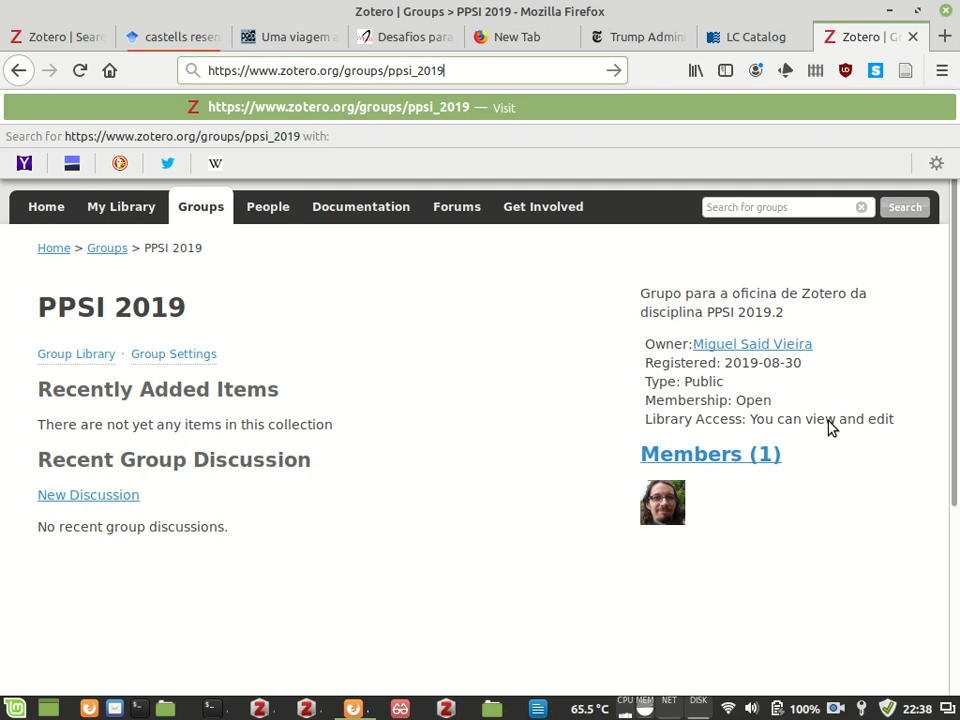 Zotero | Groups > PPSI 2019 - Mozilla Firefox
Zotero | Sear
castells resen
Uma viagem a
Desafios para
New Tab
Trump Admin
LC Catalog
Zotero | Gr
https://www.zotero.org/groups/ppsi_2019
https://www.zotero.org/groups/ppsi_2019 — Visit
Search for https://www.zotero.org/groups/ppsi_2019 with:
Home
My Library
Groups
People
Documentation
Forums
Get Involved
Search for groups
Search
Home > Groups > PPSI 2019
PPSI 2019
Group Library · Group Settings
Recently Added Items
There are not yet any items in this collection
Recent Group Discussion
New Discussion
No recent group discussions.
Grupo para a oficina de Zotero da
disciplina PPSI 2019.2
Owner:Miguel Said Vieira
Registered: 2019-08-30
Type: Public
Membership: Open
Library Access: You can view and edit
Members (1)
65.5°C
CPU MEM NET DISK
100%
22:38